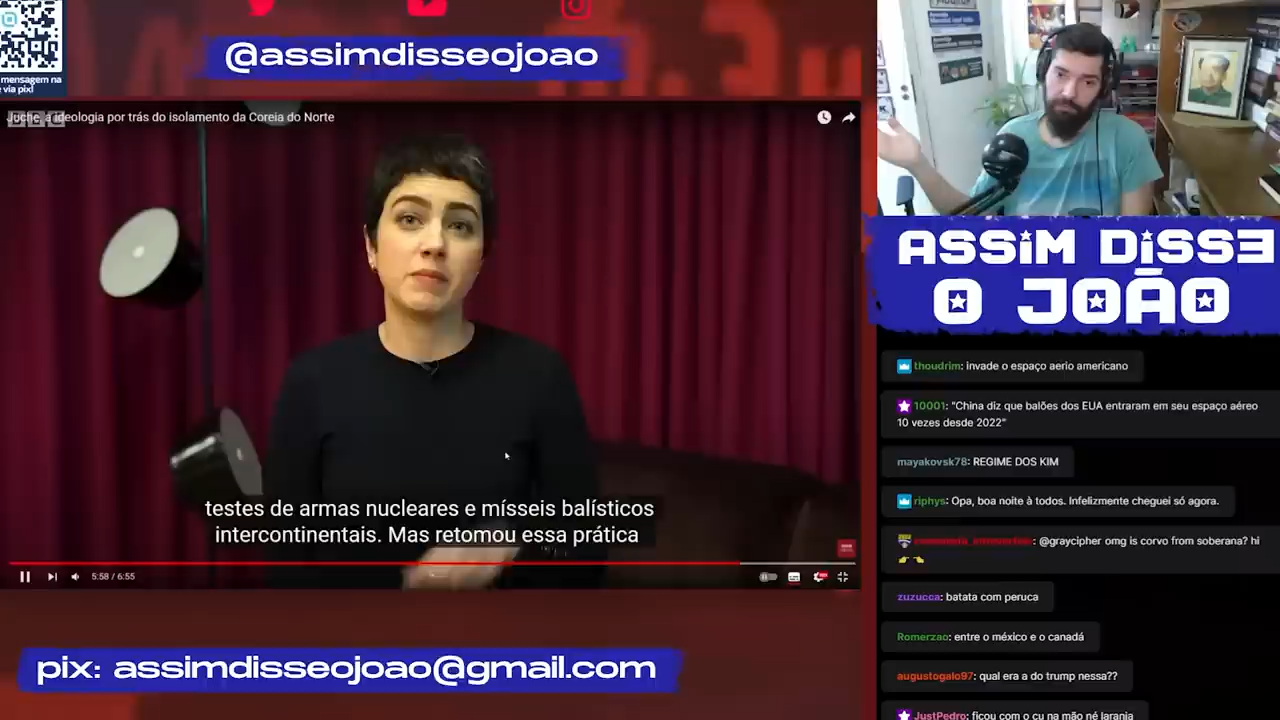 mensagem na
via pix!
@assimdisseojoao
Juche, a ideologia por trás do isolamento da Coreia do Norte
testes de armas nucleares e mísseis balísticos
intercontinentais. Mas retomou essa prática
5:58 / 6:55
pix: assimdisseojoao@gmail.com
ASSIM DISSE
O JOÃO
thoudrim: invade o espaço aerio americano
10001: "China diz que balões dos EUA entraram em seu espaço aéreo
10 vezes desde 2022"
mayakovsk78: REGIME DOS KIM
riphys: Opa, boa noite à todos. Infelizmente cheguei só agora.
: @graycipher omg is corvo from soberana? hi
zuzucca: batata com peruca
Romerzao: entre o méxico e o canadá
augustogalo97: qual era a do trump nessa??
JustPedro: ficou com o cu na mão né laranja